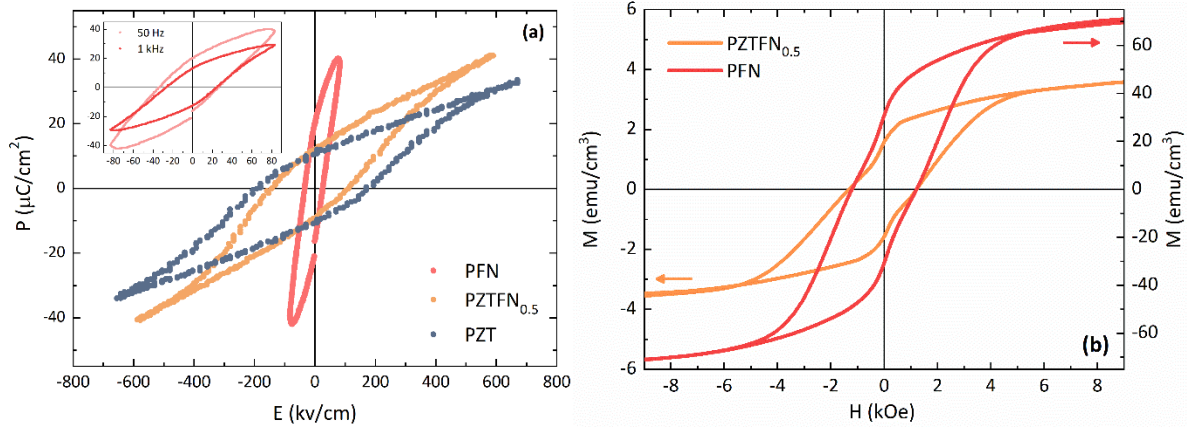 (a)
50 Hz
1 kHz
40
20
0
-20
-40
-80 -60 -40 -20 0 20 40 60 80
P (μC/cm²)
40
20
0
-20
-40
PFN
PZTFN₀.₅
PZT
-800 -600 -400 -200 0 200 400 600 800
E (kv/cm)
PZTFN₀.₅
PFN
M (emu/cm³)
6
4
2
0
-2
-4
-6
60
40
20
0
-20
-40
-60
M (emu/cm³)
(b)
-8 -6 -4 -2 0 2 4 6 8
H (kOe)